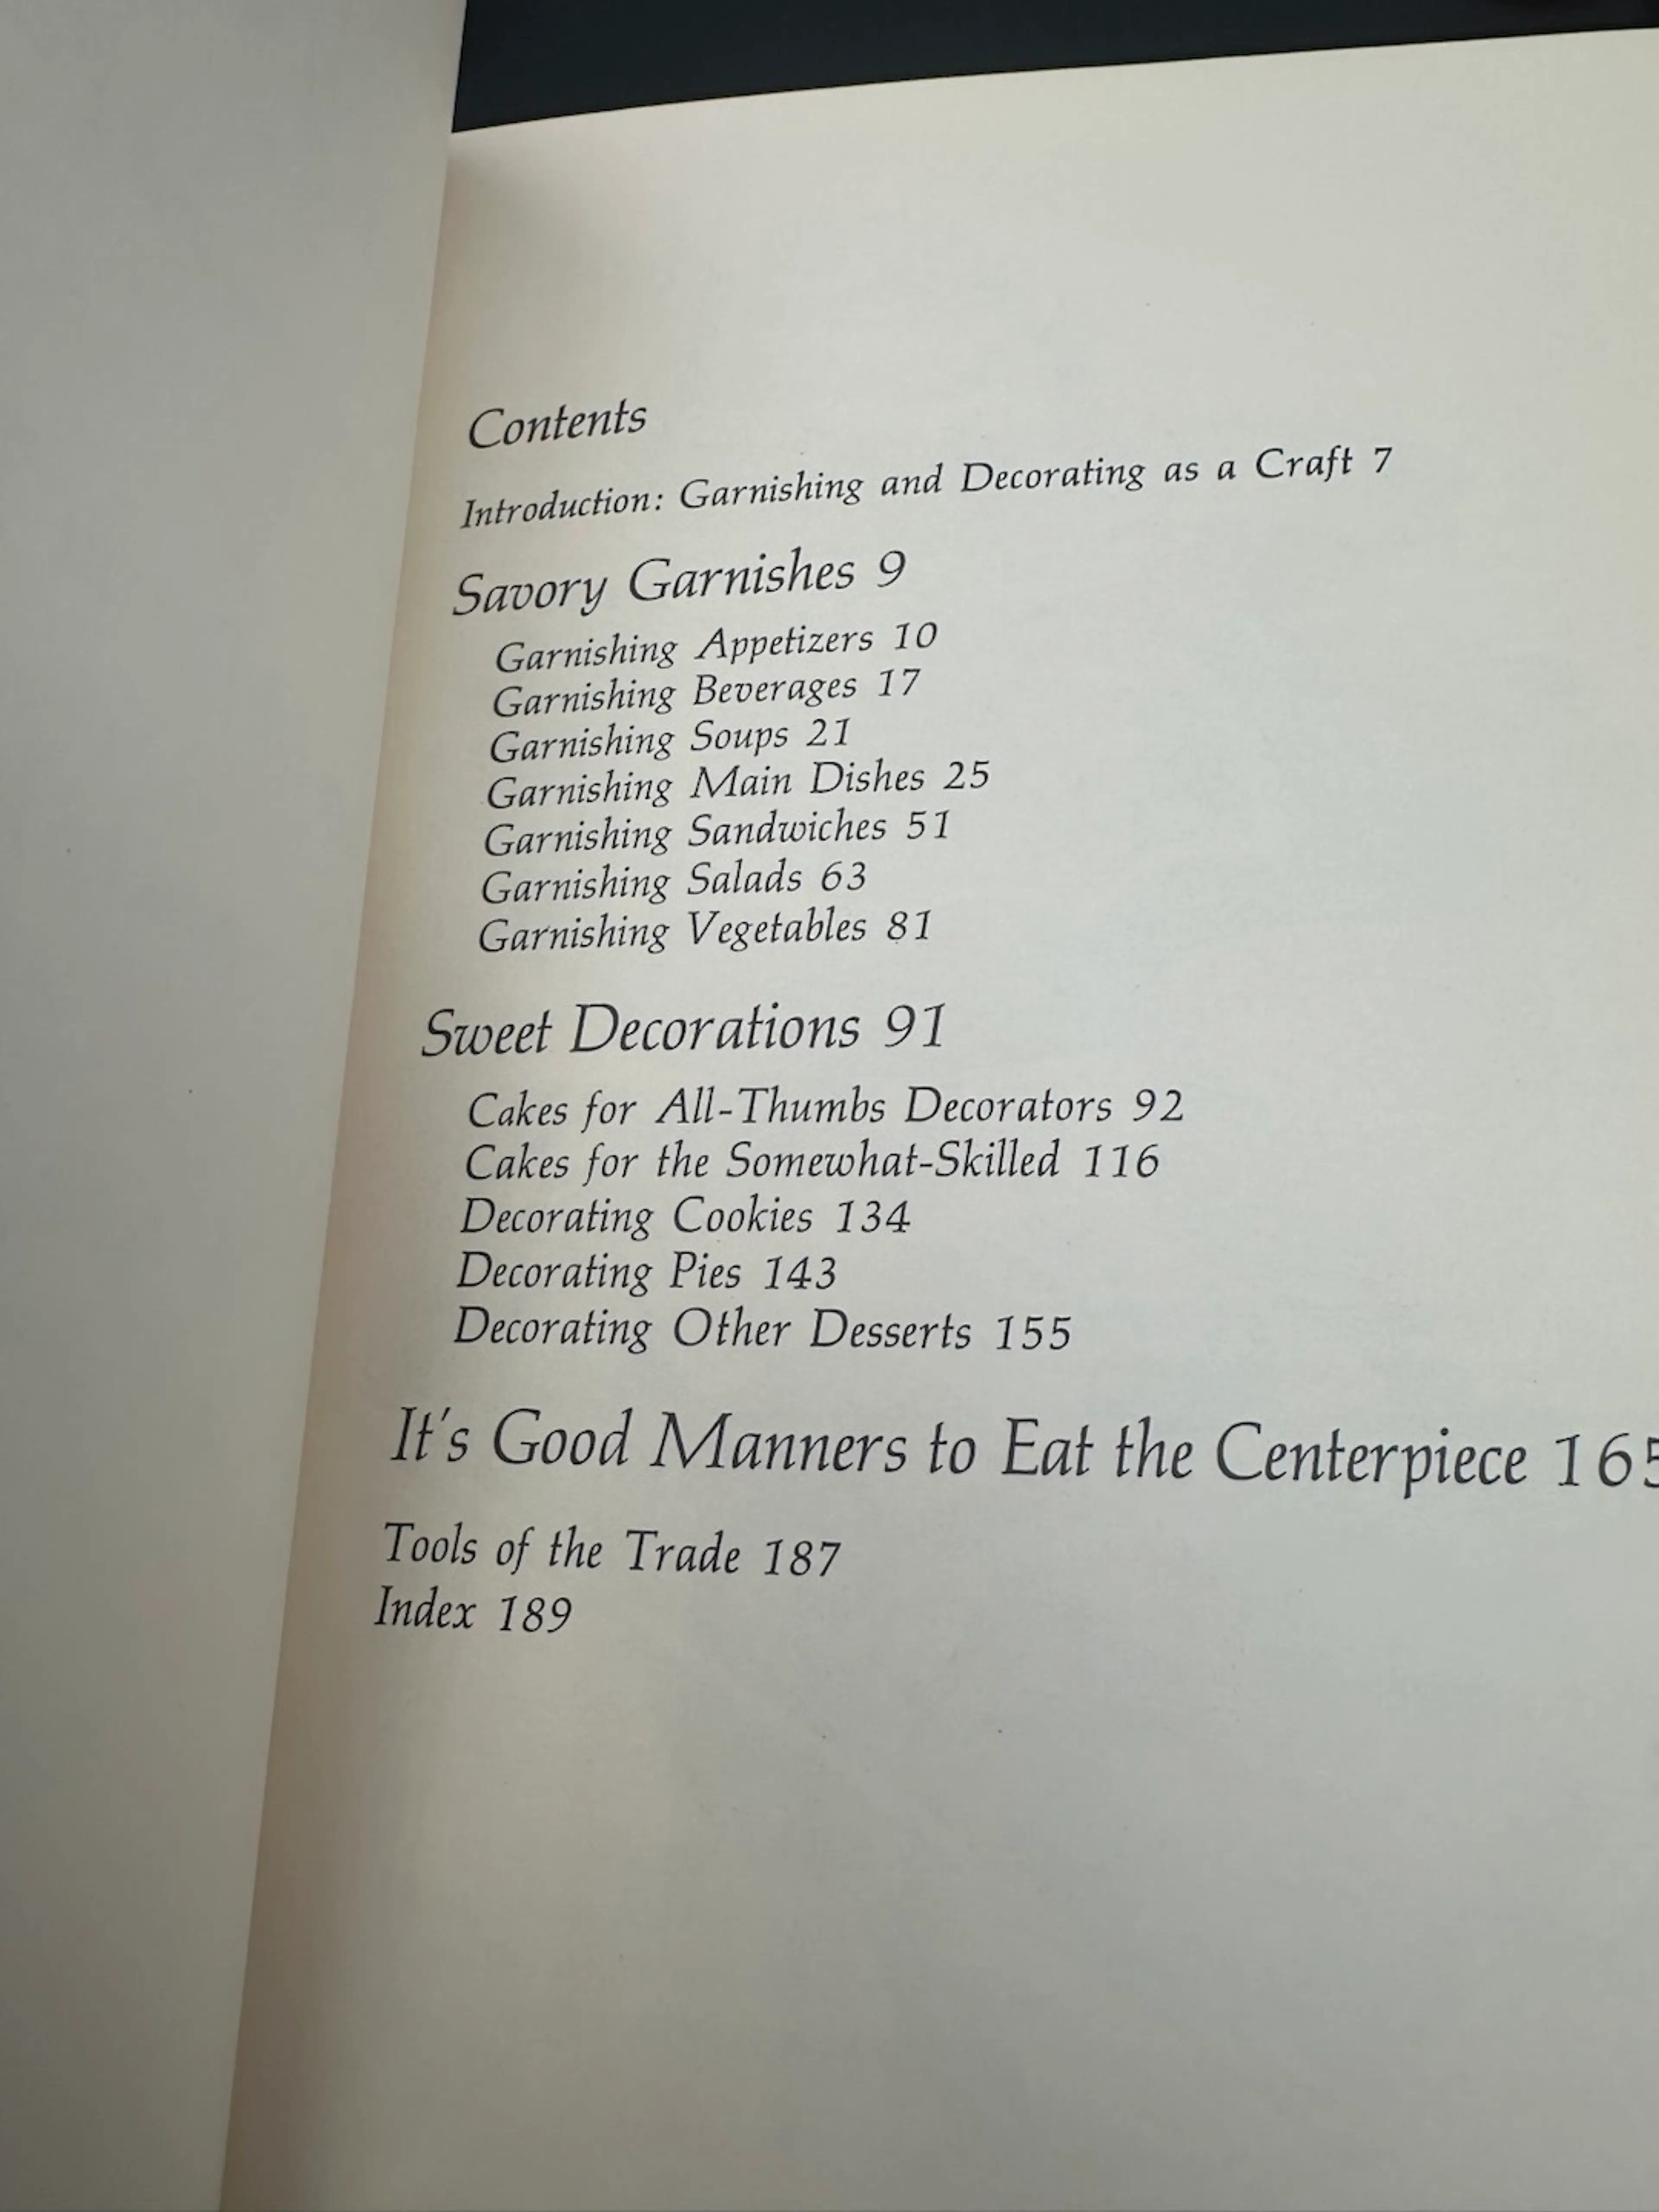 Contents
Introduction: Garnishing and Decorating as a Craft 7
Savory Garnishes 9
Garnishing Appetizers 10
Garnishing Beverages 17
Garnishing Soups 21
Garnishing Main Dishes 25
Garnishing Sandwiches 51
Garnishing Salads 63
Garnishing Vegetables 81
Sweet Decorations 91
Cakes for All-Thumbs Decorators 92
Cakes for the Somewhat-Skilled 116
Decorating Cookies 134
Decorating Pies 143
Decorating Other Desserts 155
It's Good Manners to Eat the Centerpiece 165
Tools of the Trade 187
Index 189